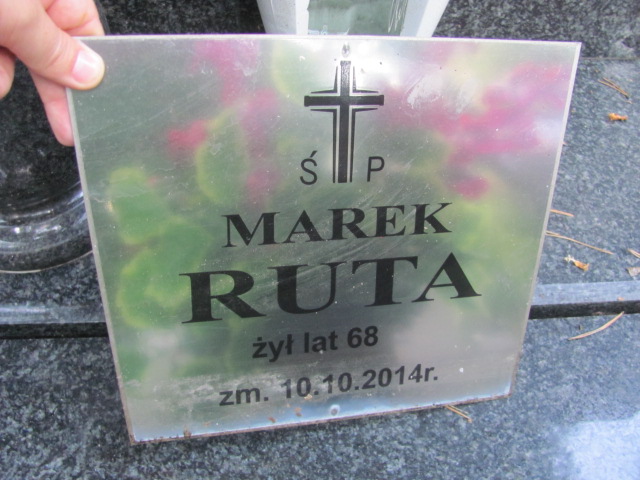 Ś P
MAREK
RUTA
żył lat 68
zm. 10.10.2014r.